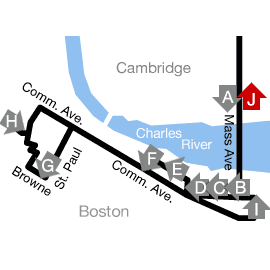 Cambridge
A J
Comm. Ave.
H
Charles
River
Mass Ave
F
E
G
St. Paul
Browne
Comm. Ave.
D C B
I
Boston